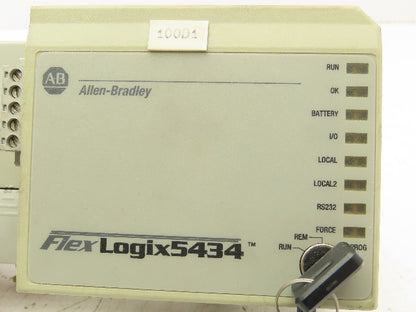 100D1
AB
Allen-Bradley
RUN
OK
BATTERY
I/O
LOCAL
LOCAL2
RS232
FORCE
REM
RUN
PROG
FlexLogix5434™